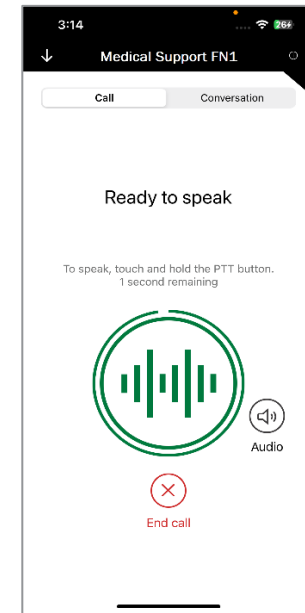 3:14
26
Medical Support FN1
Call
Conversation
Ready to speak
To speak, touch and hold the PTT button.
1 second remaining
Audio
End call